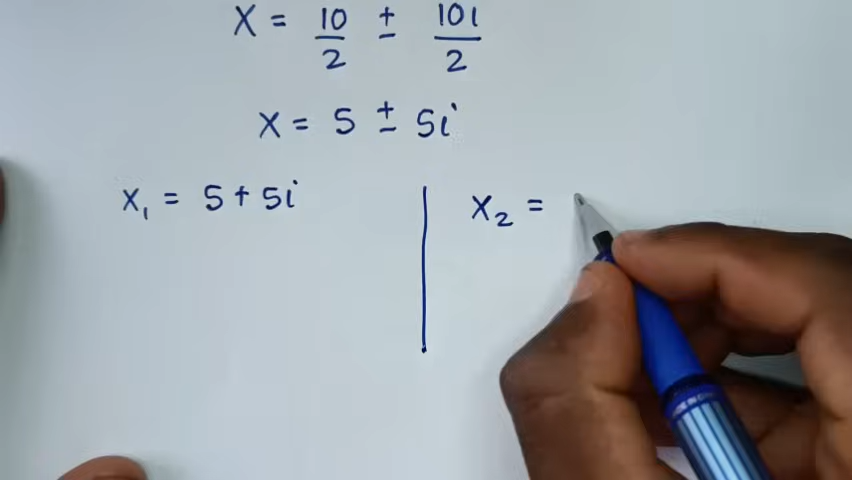 X = 10/2 ± 10i/2
X = 5 ± 5i
X₁ = 5 + 5i
X₂ =